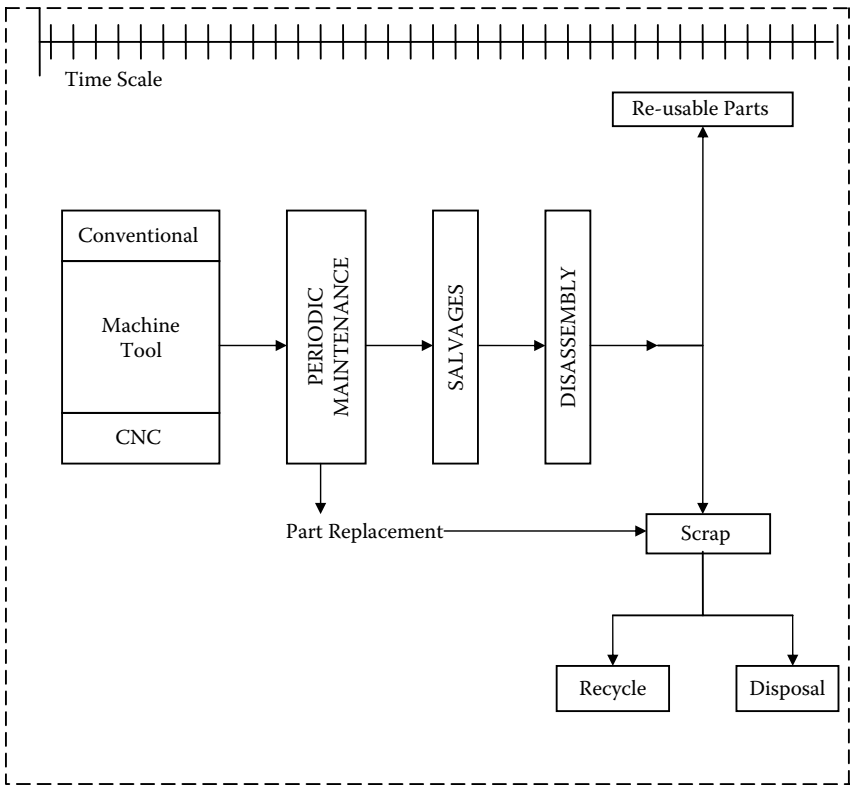 Time Scale
Re-usable Parts
Conventional
Machine
Tool
CNC
PERIODIC
MAINTENANCE
SALVAGES
DISASSEMBLY
Part Replacement
Scrap
Recycle
Disposal